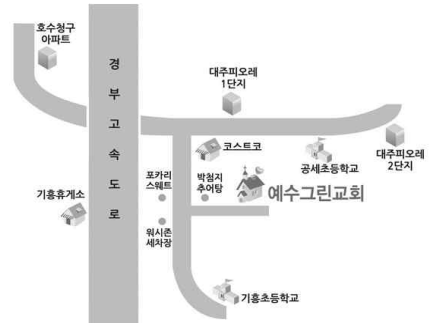 호수청구
아파트
경
부
고
속
도
로
대주피오레
1단지
코스트코
공세초등학교
대주피오레
2단지
포카리
스웨트
박첨지
추어탕
예수그린교회
기흥휴게소
워시존
세차장
기흥초등학교